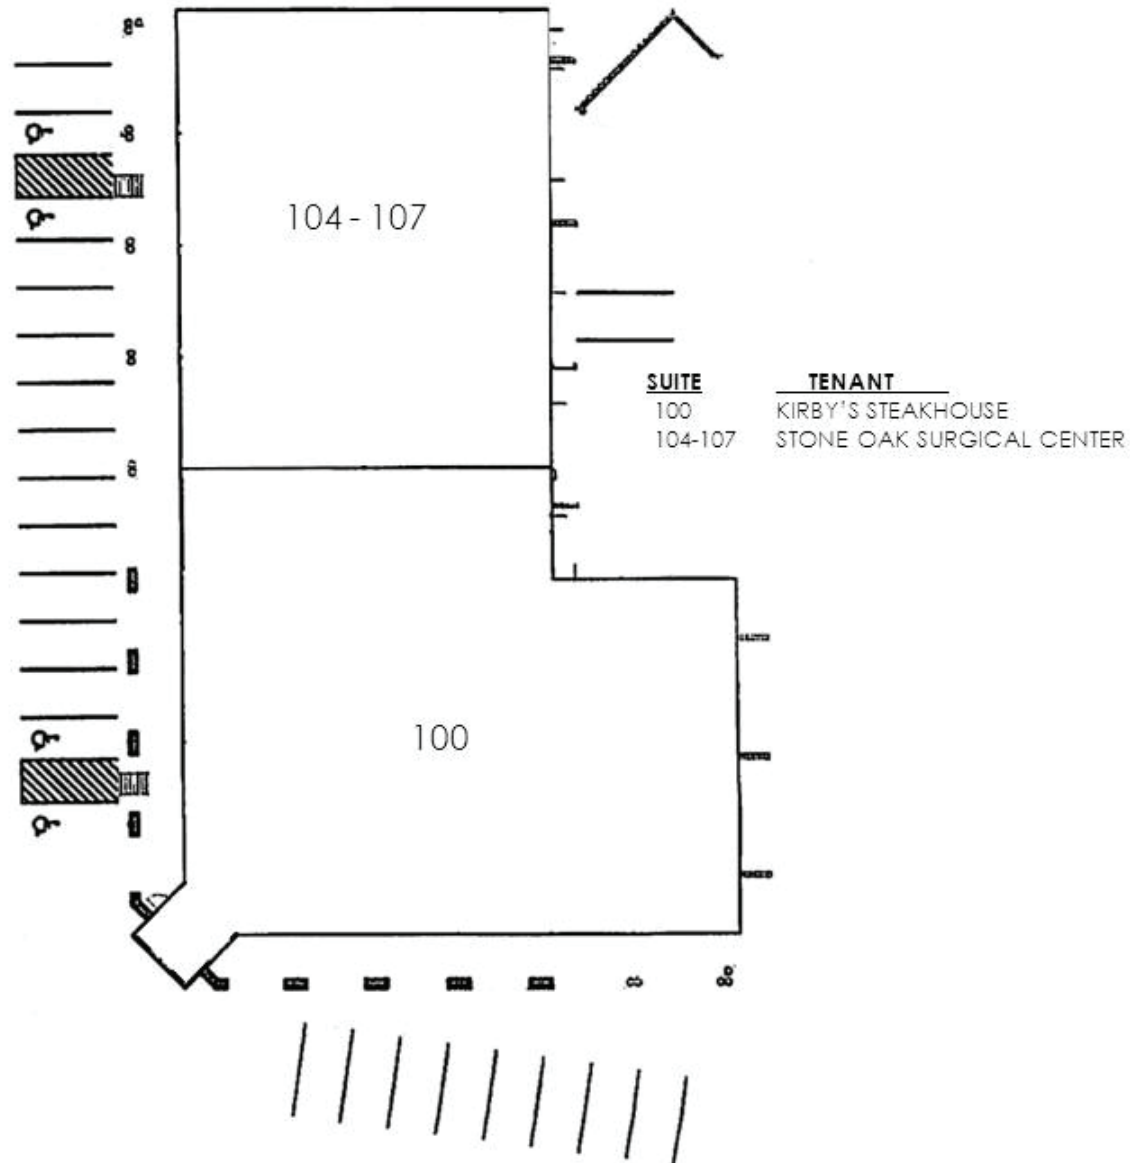 104 - 107
SUITE TENANT
100 KIRBY'S STEAKHOUSE
104-107 STONE OAK SURGICAL CENTER
100